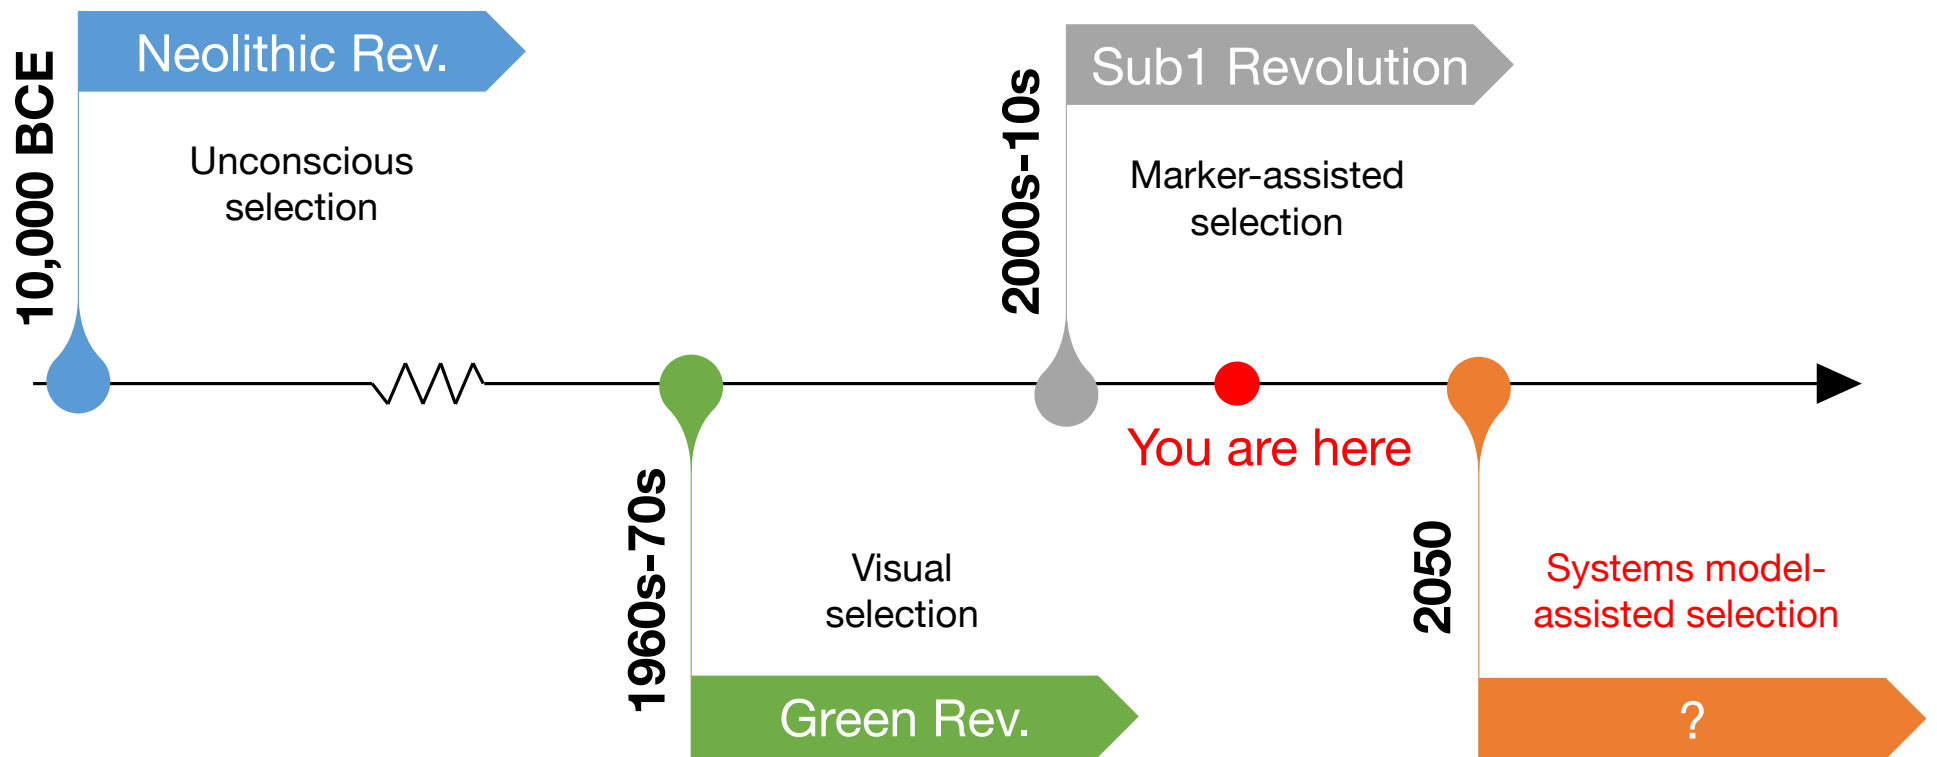 10,000 BCE
Neolithic Rev.
Unconscious
selection
1960s-70s
Visual
selection
Green Rev.
2000s-10s
Sub1 Revolution
Marker-assisted
selection
You are here
2050
Systems model-
assisted selection
?